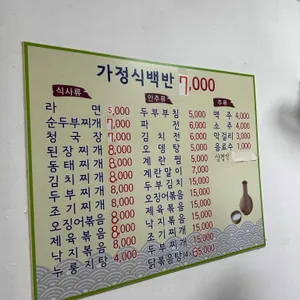 가정식백반 7,000
식사류
라면 5,000
순두부찌개 7,000
청국장 7,000
된장찌개 8,000
동태찌개 8,000
김치찌개 8,000
두부찌개 8,000
조기찌개 8,000
오징어볶음 8,000
제육볶음 8,000
낙지볶음 8,000
누룽지탕 4,000
안주류
두부부침 5,000
파전 6,000
김치전 6,000
오뎅탕 5,000
계란찜 5,000
계란말이 7,000
두부김치 15,000
오징어볶음 15,000
제육볶음 15,000
낙지볶음 15,000
조기찌개 15,000
두부찌개 15,000
닭볶음탕
주류
맥주 4,000
소주 4,000
막걸리 3,000
음료수 1,000